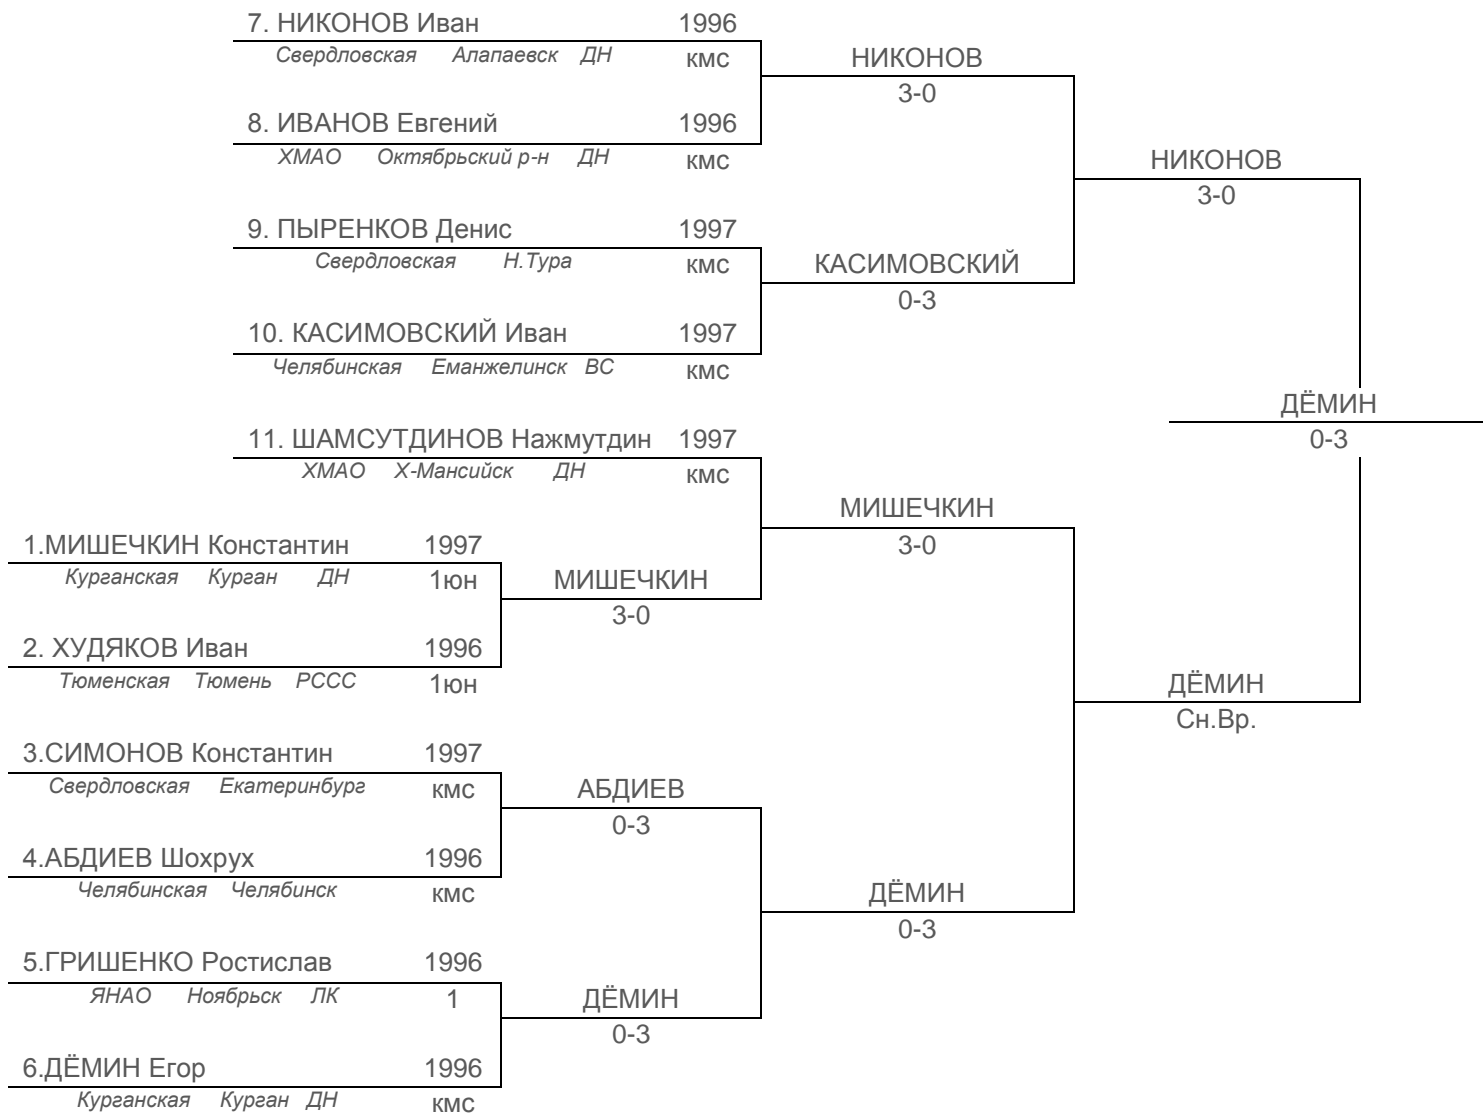 7. НИКОНОВ Иван 1996
Свердловская Алапаевск ДН кмс
НИКОНОВ
3-0
8. ИВАНОВ Евгений 1996
ХМАО Октябрьский р-н ДН кмс
НИКОНОВ
3-0
9. ПЫРЕНКОВ Денис 1997
Свердловская Н.Тура кмс
КАСИМОВСКИЙ
0-3
10. КАСИМОВСКИЙ Иван 1997
Челябинская Еманжелинск ВС кмс
ДЁМИН
0-3
11. ШАМСУТДИНОВ Нажмутдин 1997
ХМАО Х-Мансийск ДН кмс
МИШЕЧКИН
3-0
1.МИШЕЧКИН Константин 1997
Курганская Курган ДН 1юн
МИШЕЧКИН
3-0
2. ХУДЯКОВ Иван 1996
Тюменская Тюмень РССС 1юн
ДЁМИН
Сн.Вр.
3.СИМОНОВ Константин 1997
Свердловская Екатеринбург кмс
АБДИЕВ
0-3
4.АБДИЕВ Шохрух 1996
Челябинская Челябинск кмс
ДЁМИН
0-3
5.ГРИШЕНКО Ростислав 1996
ЯНАО Ноябрьск ЛК 1
ДЁМИН
0-3
6.ДЁМИН Егор 1996
Курганская Курган ДН кмс